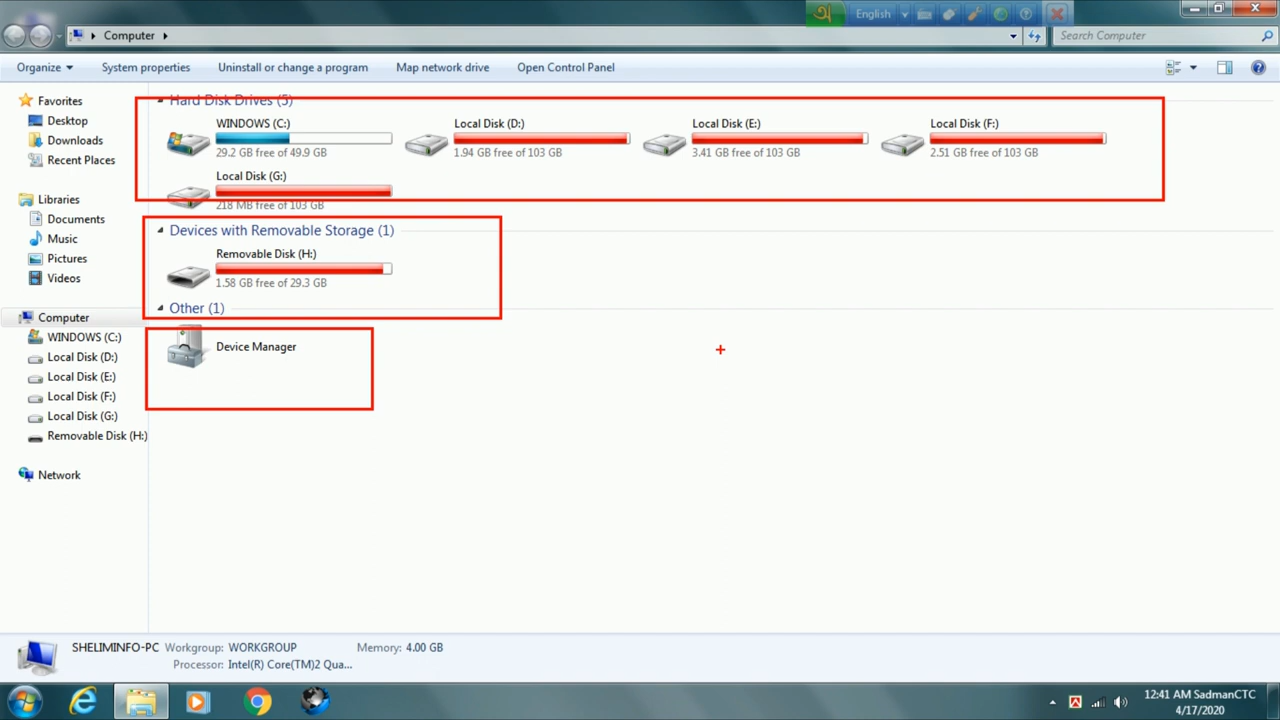 অ English
Computer
Search Computer
Organize System properties Uninstall or change a program Map network drive Open Control Panel
Favorites
Desktop
Downloads
Recent Places
Libraries
Documents
Music
Pictures
Videos
Computer
WINDOWS (C:)
Local Disk (D:)
Local Disk (E:)
Local Disk (F:)
Local Disk (G:)
Removable Disk (H:)
Network
Hard Disk Drives (5)
WINDOWS (C:)
29.2 GB free of 49.9 GB
Local Disk (D:)
1.94 GB free of 103 GB
Local Disk (E:)
3.41 GB free of 103 GB
Local Disk (F:)
2.51 GB free of 103 GB
Local Disk (G:)
218 MB free of 103 GB
Devices with Removable Storage (1)
Removable Disk (H:)
1.58 GB free of 29.3 GB
Other (1)
Device Manager
SHELIMINFO-PC Workgroup: WORKGROUP Memory: 4.00 GB
Processor: Intel(R) Core(TM)2 Qua...
12:41 AM SadmanCTC
4/17/2020